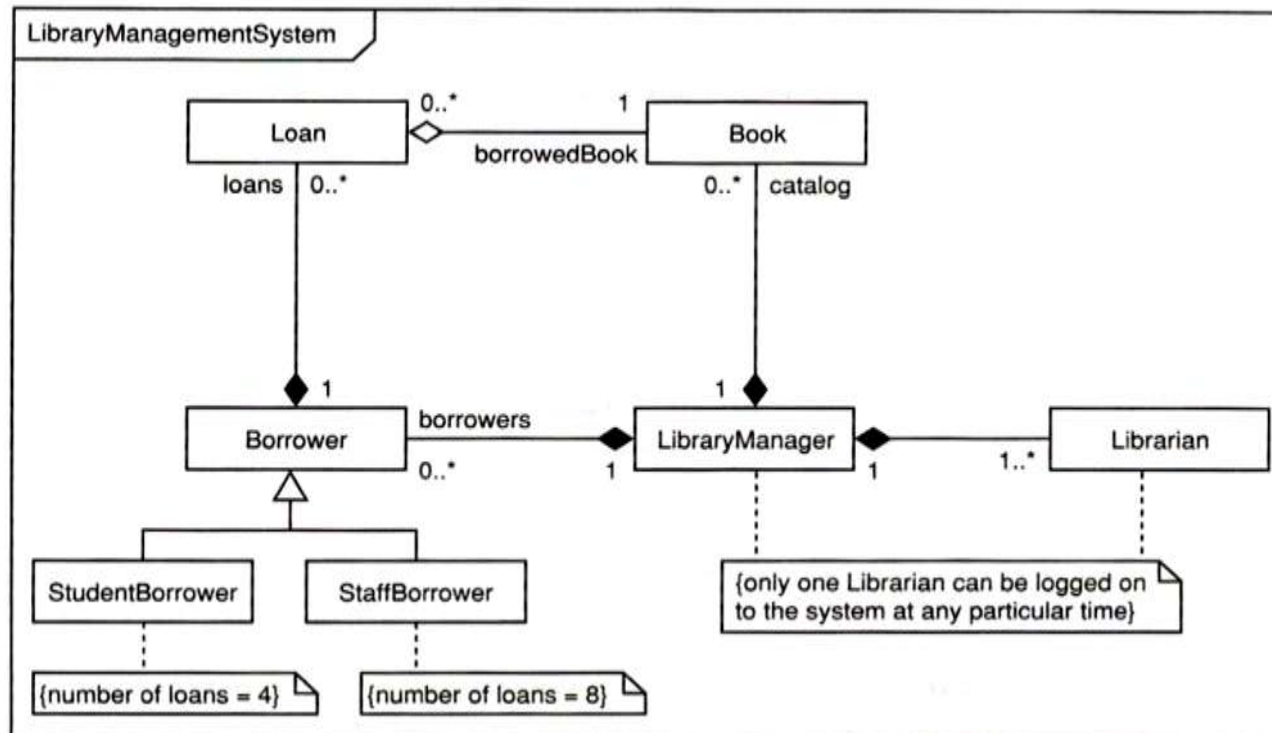 LibraryManagementSystem
0..*
1
Loan
Book
borrowedBook
loans
0..*
0..*
catalog
1
1
borrowers
Borrower
LibraryManager
Librarian
0..*
1
1
1..*
StudentBorrower
StaffBorrower
{only one Librarian can be logged on
to the system at any particular time}
{number of loans = 4}
{number of loans = 8}